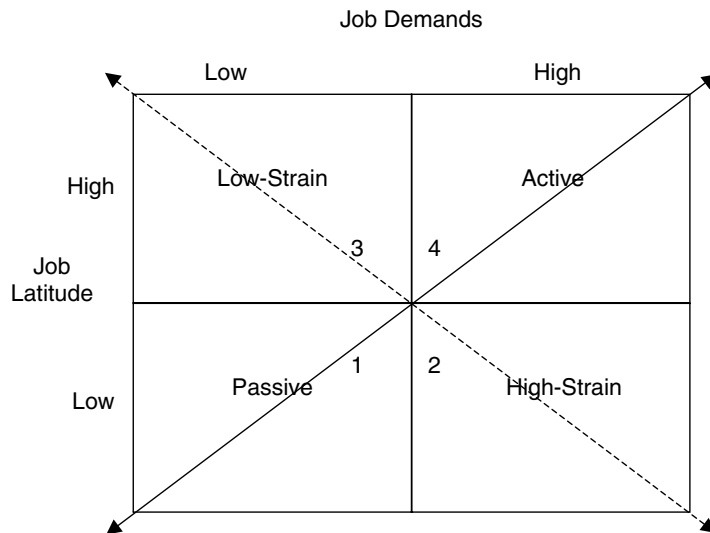 Job Demands
Low
High
High
Low-Strain
Active
3
4
Job
Latitude
1
2
Low
Passive
High-Strain